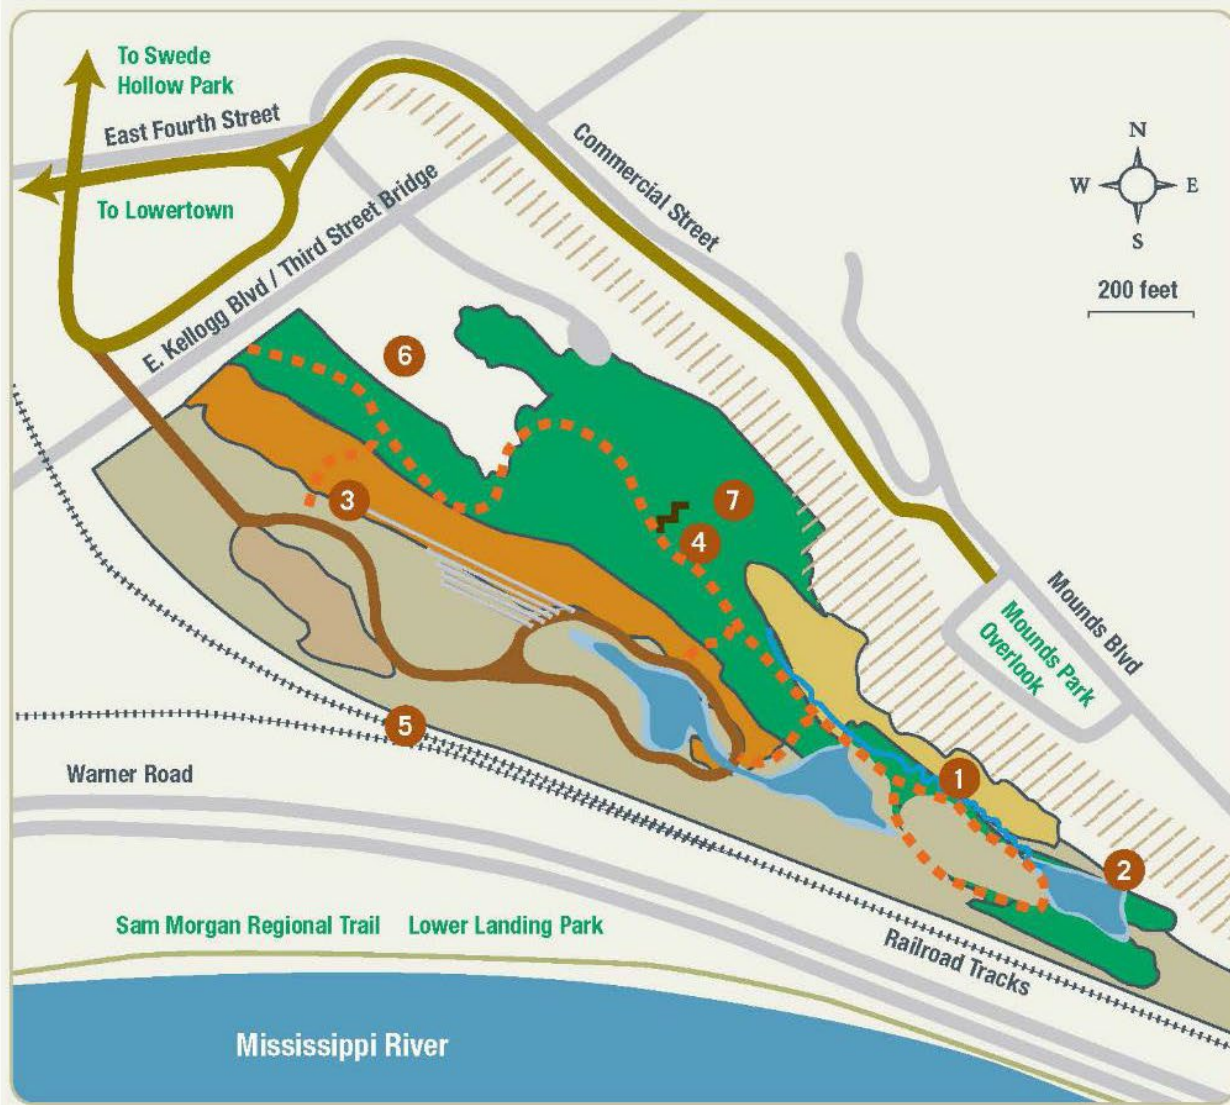 To Swede
Hollow Park
East Fourth Street
To Lowertown
E. Kellogg Blvd / Third Street Bridge
Commercial Street
N
W
E
S
200 feet
6
3
7
4
Mounds Blvd
Mounds Park
Overlook
5
1
2
Warner Road
Sam Morgan Regional Trail
Lower Landing Park
Railroad Tracks
Mississippi River